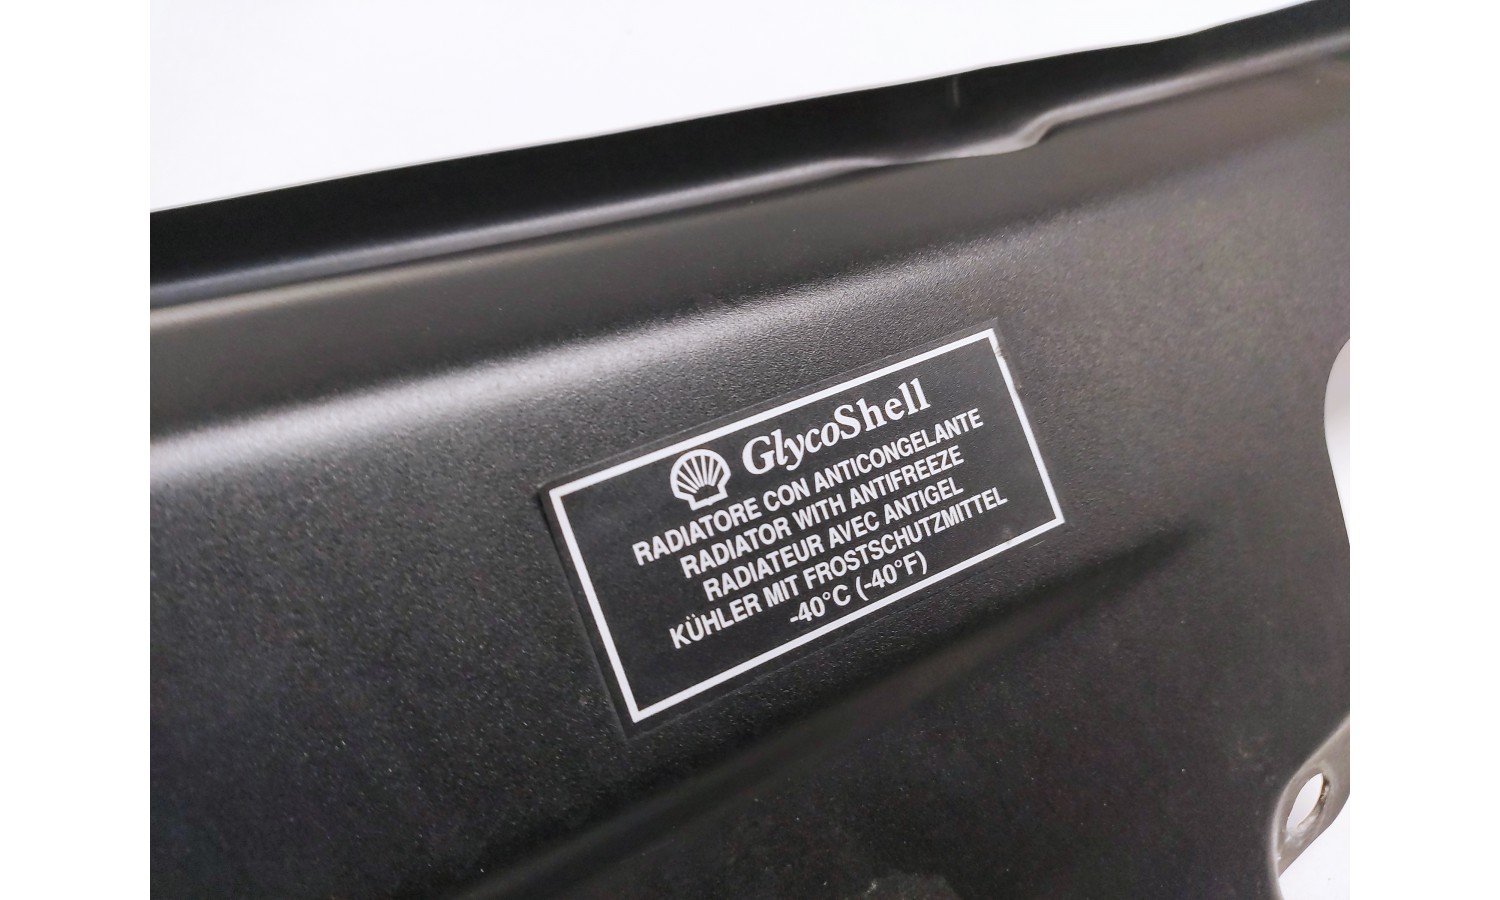 GlycoShell
RADIATORE CON ANTICONGELANTE
RADIATOR WITH ANTIFREEZE
RADIATEUR AVEC ANTIGEL
KÜHLER MIT FROSTSCHUTZMITTEL
-40°C (-40°F)